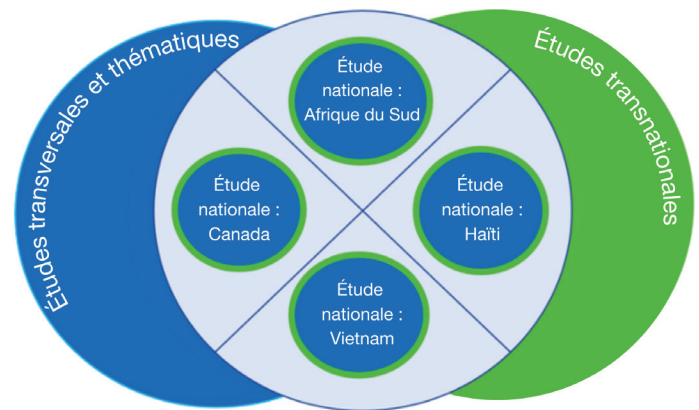 Études transversales et thématiques
Étude
nationale :
Afrique du Sud
Études transnationales
Étude
nationale :
Canada
Étude
nationale :
Haïti
Étude
nationale :
Vietnam